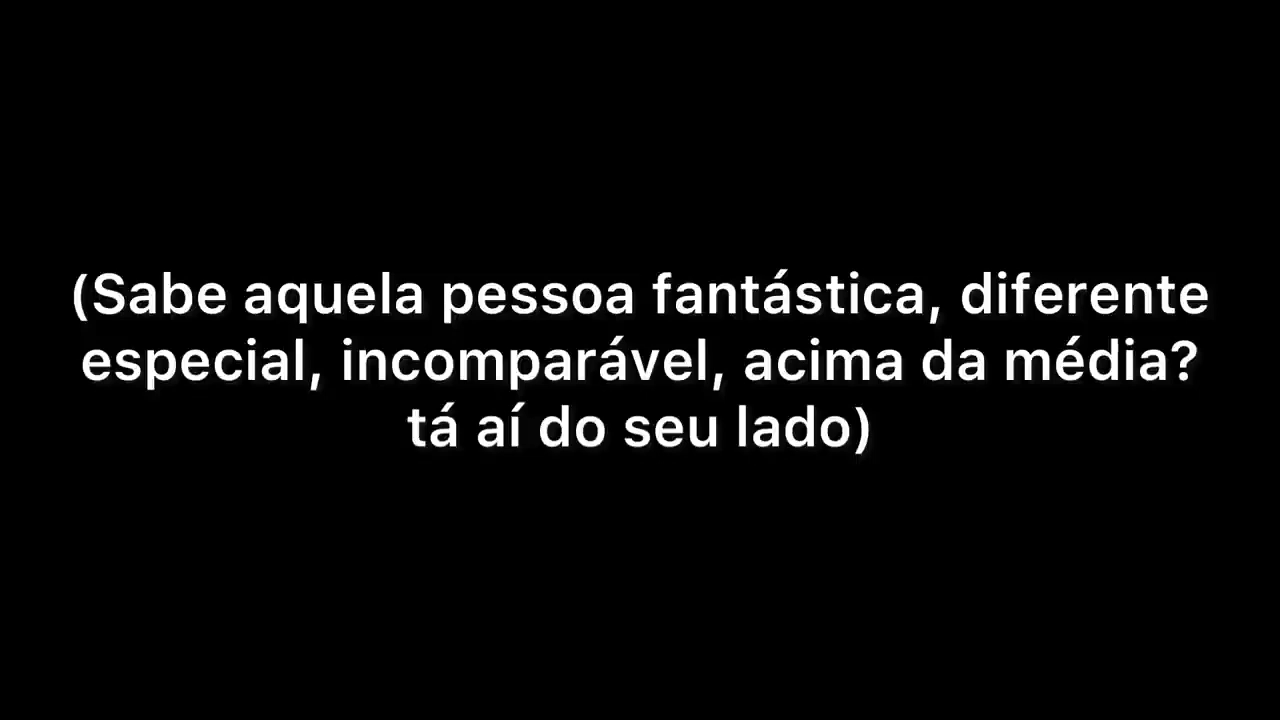 (Sabe aquela pessoa fantástica, diferente
especial, incomparável, acima da média?
tá aí do seu lado)